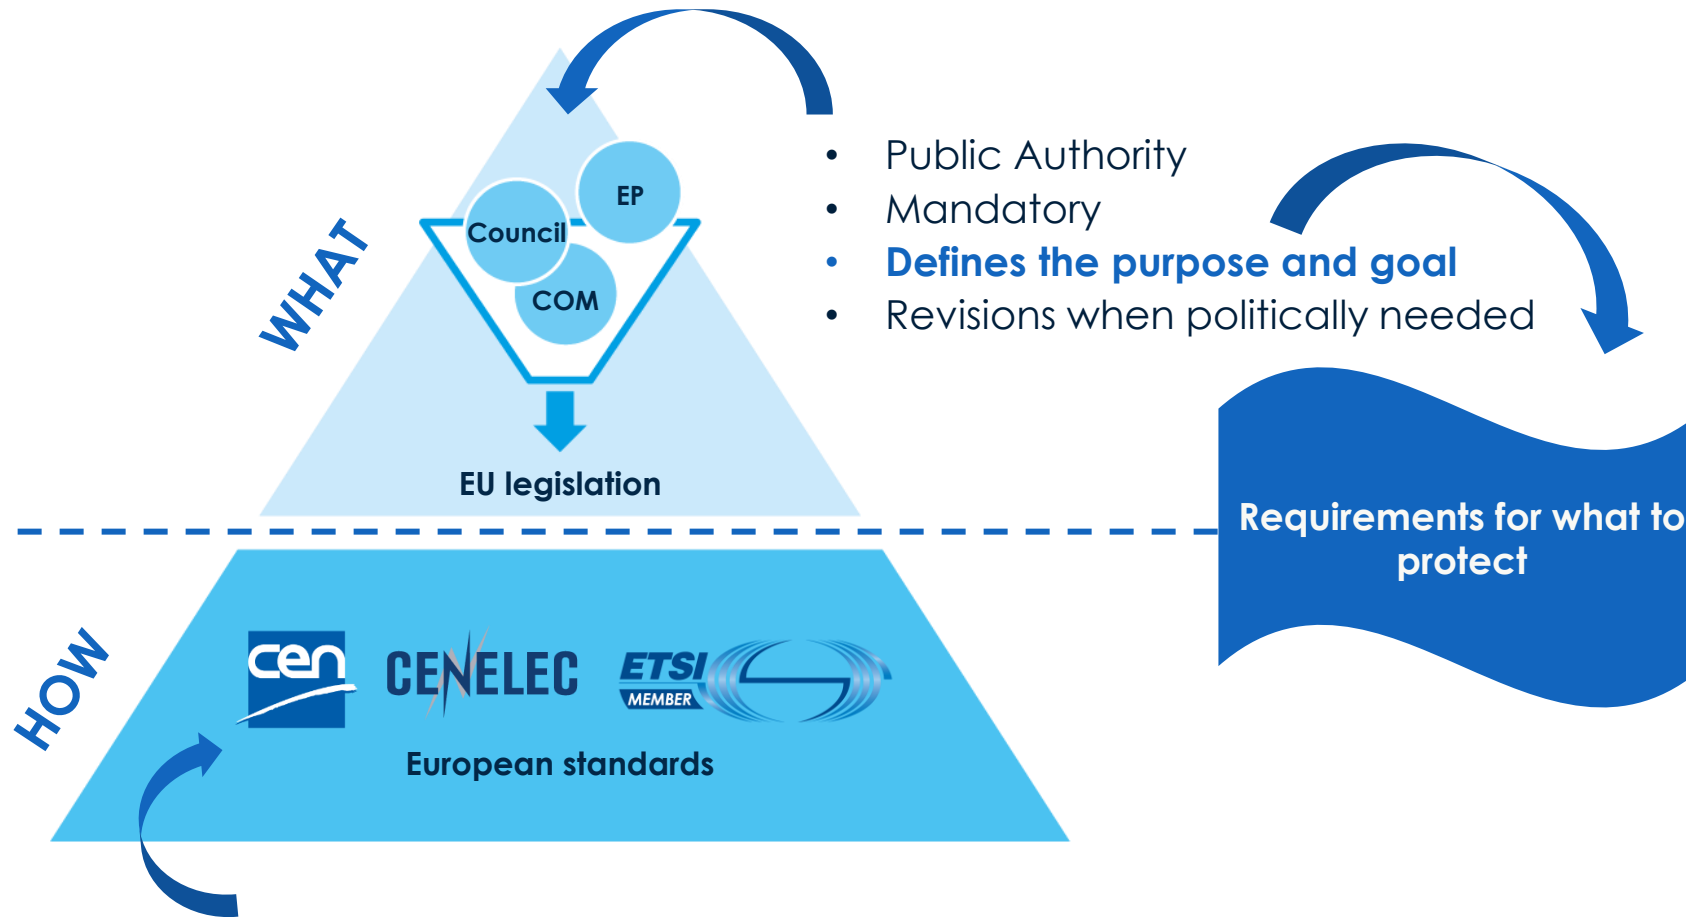 WHAT
EP
Council
COM
EU legislation
• Public Authority
• Mandatory
• Defines the purpose and goal
• Revisions when politically needed
Requirements for what to
protect
HOW
cen
CENELEC
ETSI
MEMBER
European standards